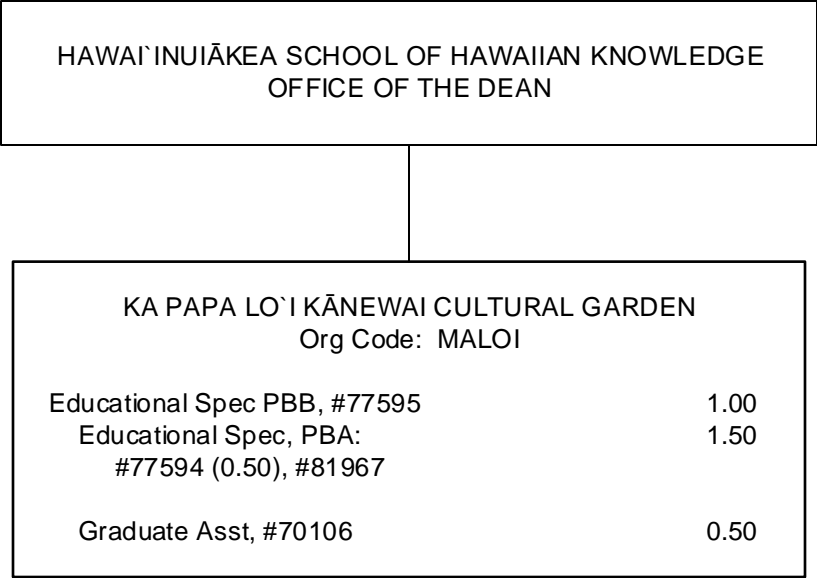 HAWAI`INUIĀKEA SCHOOL OF HAWAIIAN KNOWLEDGE
OFFICE OF THE DEAN
KA PAPA LO`I KĀNEWAI CULTURAL GARDEN
Org Code: MALOI
Educational Spec PBB, #77595 1.00
Educational Spec, PBA: 1.50
#77594 (0.50), #81967
Graduate Asst, #70106 0.50